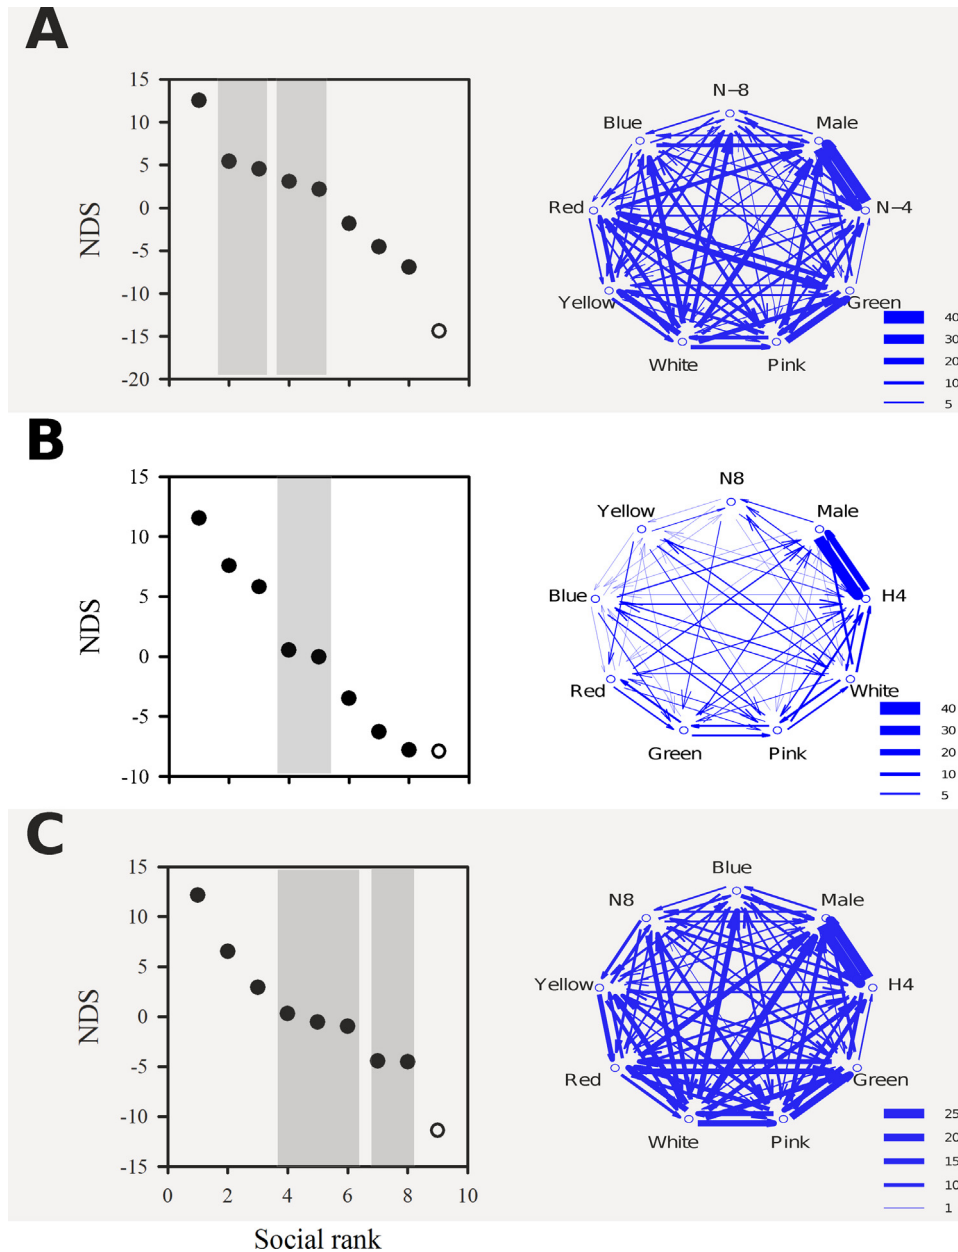 A
15
10
5
0
-5
-10
-15
-20
NDS
N–8
Blue
Male
Red
N–4
Yellow
Green
White
Pink
40
30
20
10
5
B
15
10
5
0
-5
-10
NDS
N8
Yellow
Male
Blue
H4
Red
White
Green
Pink
40
30
20
10
5
C
15
10
5
0
-5
-10
-15
NDS
0 2 4 6 8 10
Social rank
Blue
N8
Male
Yellow
H4
Red
Green
White
Pink
25
20
15
10
1